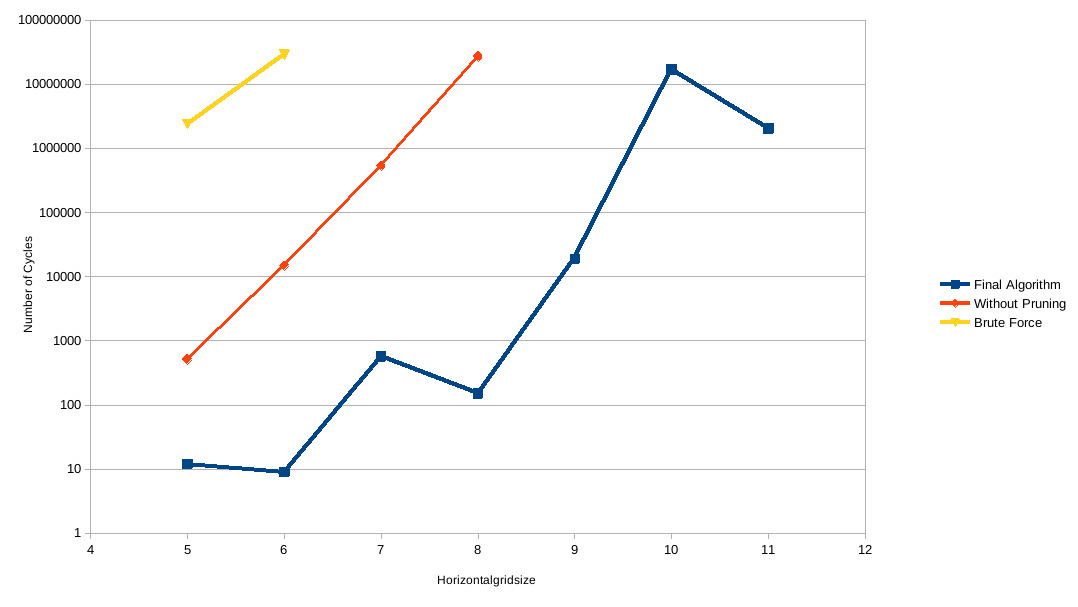 100000000
10000000
1000000
100000
10000
1000
100
10
1
Number of Cycles
4 5 6 7 8 9 10 11 12
Horizontalgridsize
Final Algorithm
Without Pruning
Brute Force